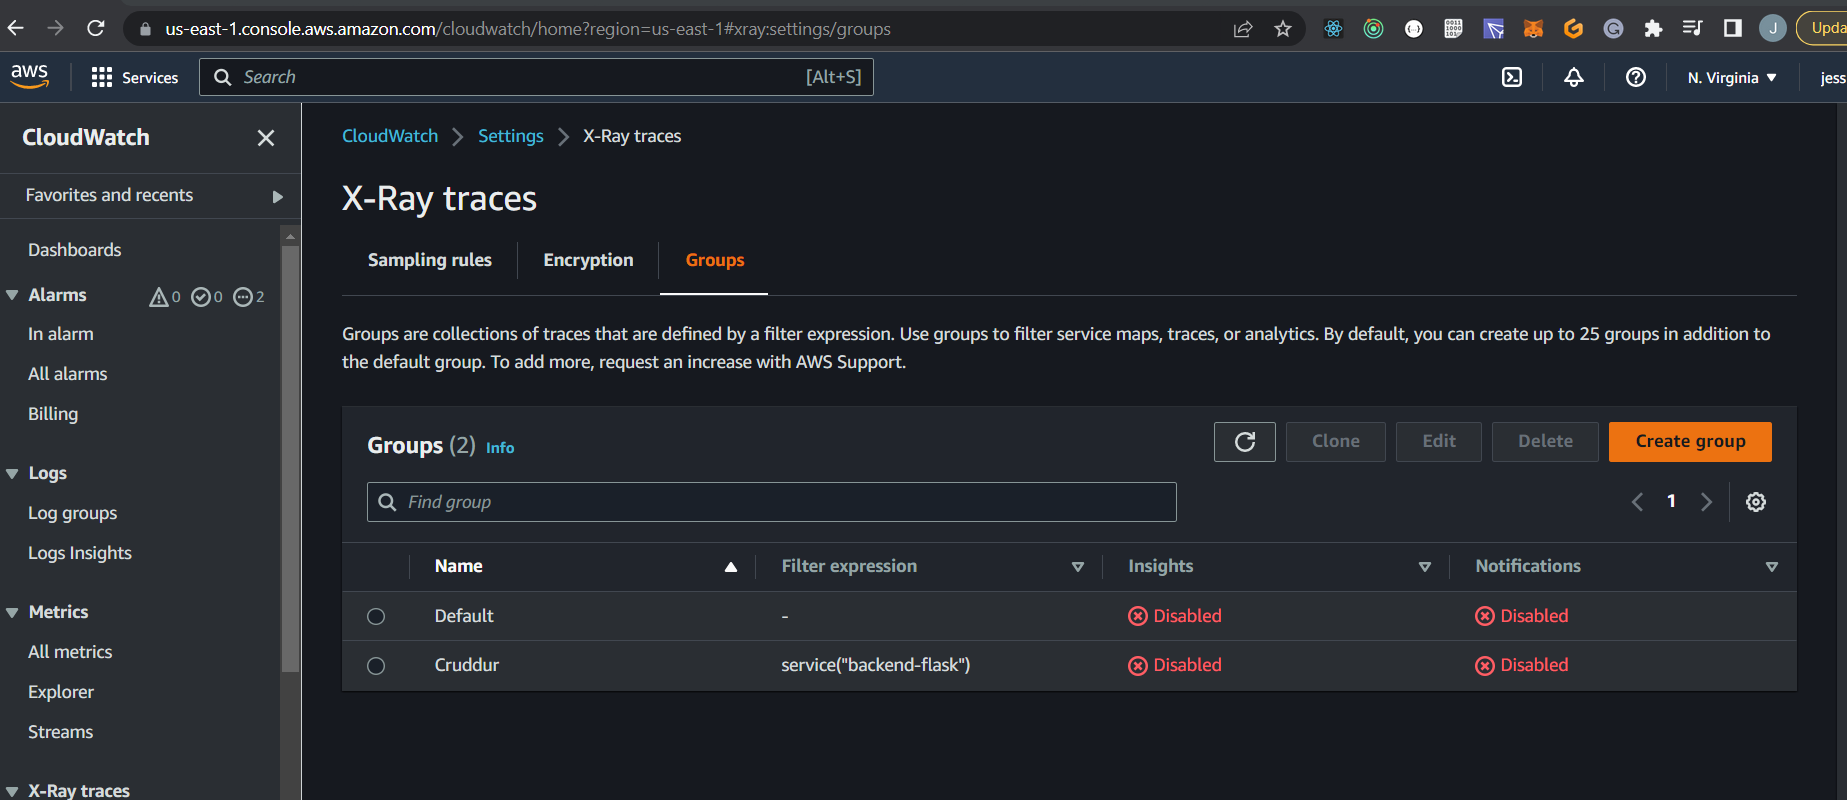 us-east-1.console.aws.amazon.com/cloudwatch/home?region=us-east-1#xray:settings/groups
J
Upda
aws
Services
Search
[Alt+S]
N. Virginia
jess
CloudWatch
Favorites and recents
Dashboards
Alarms
0
0
2
In alarm
All alarms
Billing
Logs
Log groups
Logs Insights
Metrics
All metrics
Explorer
Streams
X-Ray traces
CloudWatch
Settings
X-Ray traces
X-Ray traces
Sampling rules
Encryption
Groups
Groups are collections of traces that are defined by a filter expression. Use groups to filter service maps, traces, or analytics. By default, you can create up to 25 groups in addition to
the default group. To add more, request an increase with AWS Support.
Groups (2) Info
Clone
Edit
Delete
Create group
Find group
1
Name
Filter expression
Insights
Notifications
Default
-
Disabled
Disabled
Cruddur
service("backend-flask")
Disabled
Disabled